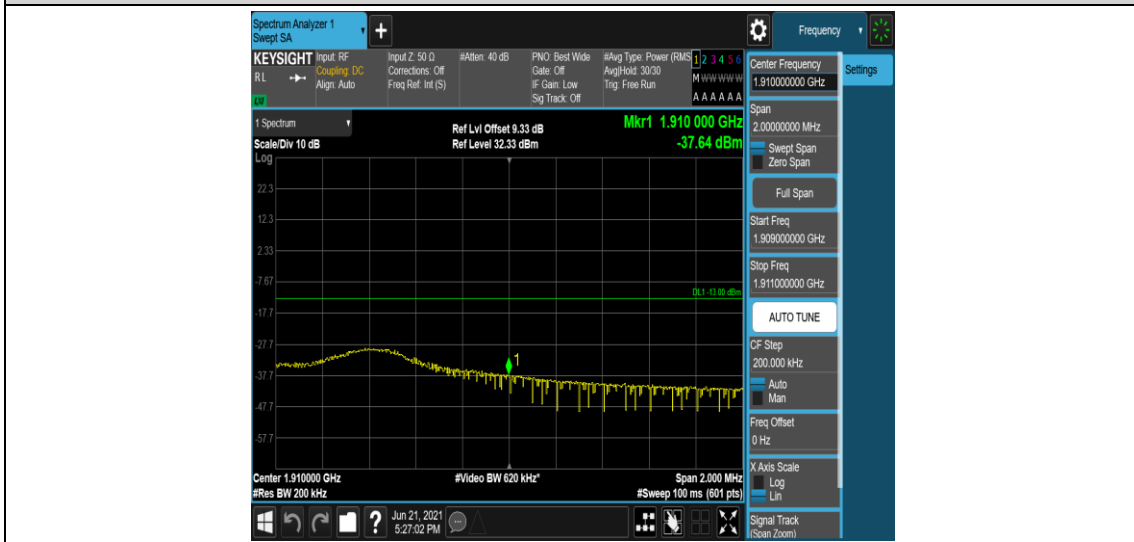 Spectrum Analyzer 1
Swept SA
+
Frequency
KEYSIGHT
RL
Input: RF
Coupling: DC
Align: Auto
Input Z: 50 Ω
Corrections: Off
Freq Ref: Int (S)
#Atten: 40 dB
PNO: Best Wide
Gate: Off
IF Gain: Low
Sig Track: Off
#Avg Type: Power (RMS
Avg|Hold: 30/30
Trig: Free Run
1 2 3 4 5 6
M W W W W W
A A A A A A
1 Spectrum
Scale/Div 10 dB
Ref Lvl Offset 9.33 dB
Ref Level 32.33 dBm
Mkr1 1.910 000 GHz
-37.64 dBm
Log
22.3
12.3
2.33
-7.67
-17.7
-27.7
-37.7
-47.7
-57.7
DL1 -13.00 dBm
1
Center 1.910000 GHz
#Res BW 200 kHz
#Video BW 620 kHz*
Span 2.000 MHz
#Sweep 100 ms (601 pts)
?
Jun 21, 2021
5:27:02 PM
Center Frequency
1.910000000 GHz
Settings
Span
2.00000000 MHz
Swept Span
Zero Span
Full Span
Start Freq
1.909000000 GHz
Stop Freq
1.911000000 GHz
AUTO TUNE
CF Step
200.000 kHz
Auto
Man
Freq Offset
0 Hz
X Axis Scale
Log
Lin
Signal Track
(Span Zoom)